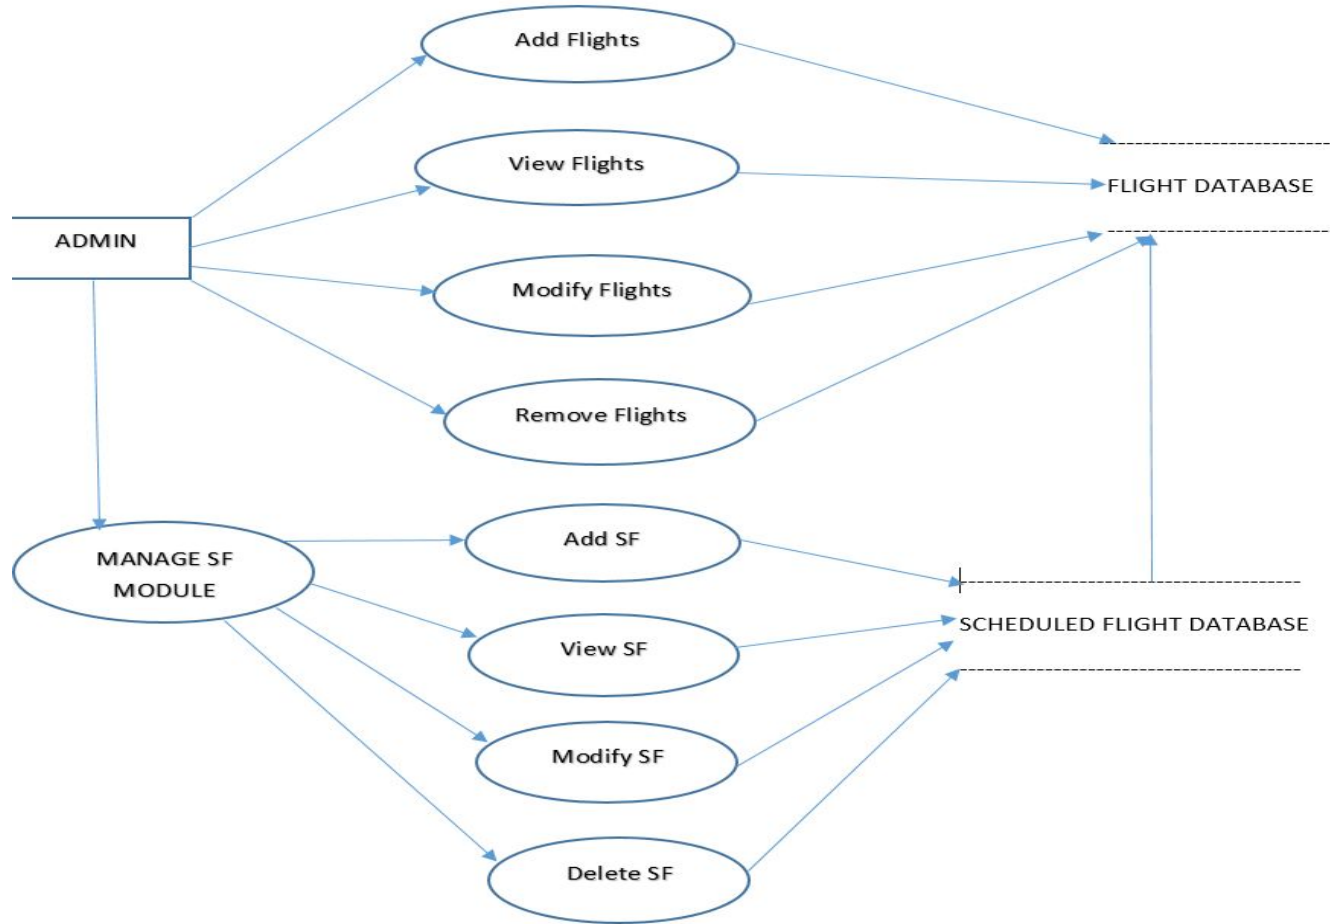 Add Flights
View Flights
FLIGHT DATABASE
ADMIN
Modify Flights
Remove Flights
Add SF
MANAGE SF
MODULE
SCHEDULED FLIGHT DATABASE
View SF
Modify SF
Delete SF